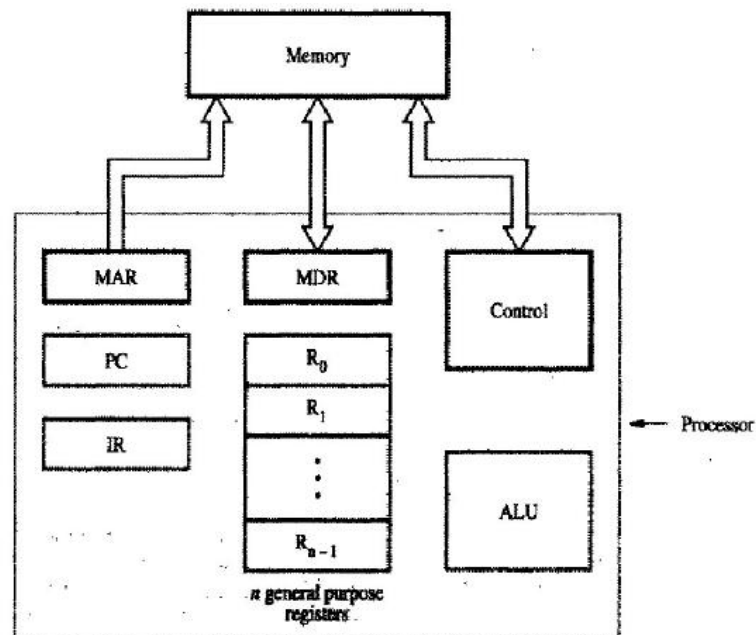 Memory
MAR
MDR
Control
PC
R0
R1
IR
Processor
ALU
Rn-1
n general purpose
registers